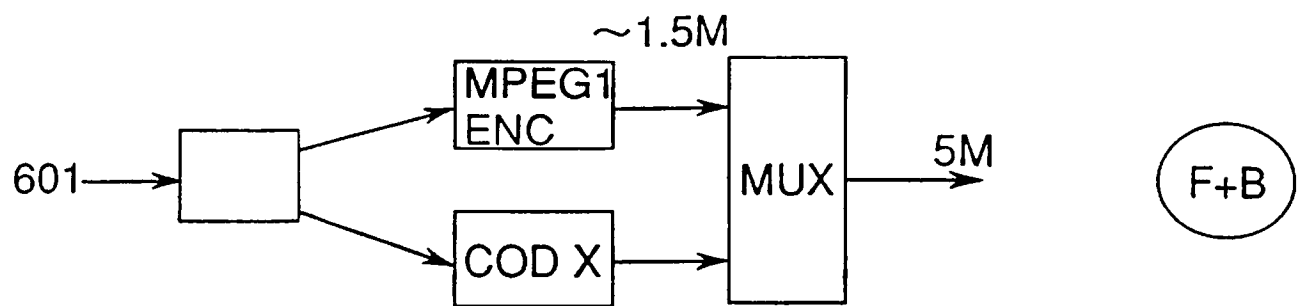 ~1.5M
MPEG1
ENC
5M
601
MUX
F+B
COD X